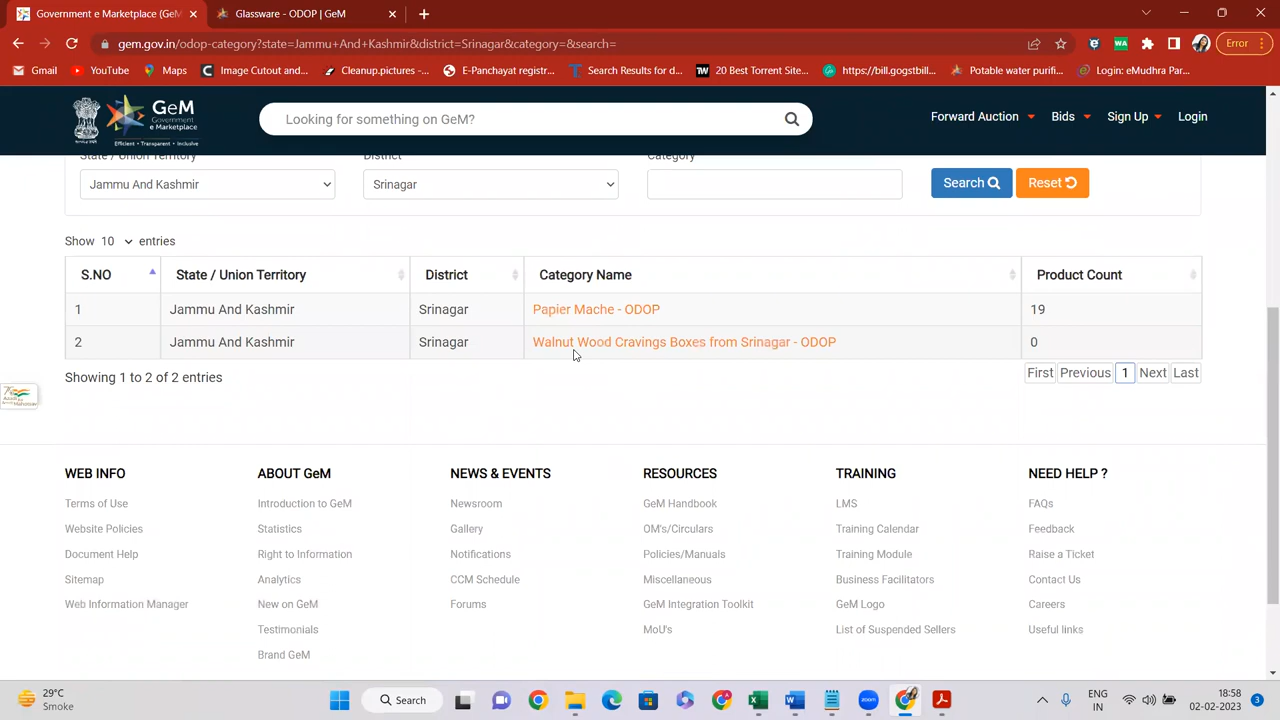 Government e Marketplace (GeM
Glassware - ODOP | GeM
gem.gov.in/odop-category?state=Jammu And Kashmir&district=Srinagar&category=&search=
Error
Gmail YouTube Maps Image Cutout and... Cleanup.pictures -... E-Panchayat registr... Search Results for d... 20 Best Torrent Site... https://bill.gogstbill... Potable water purifi... Login: eMudhra Par...
GeM
Government
e Marketplace
Efficient • Transparent • Inclusive
Looking for something on GeM?
Forward Auction Bids Sign Up Login
State / Union Territory District Category
Jammu And Kashmir Srinagar Search Reset
Show 10 entries
S.NO State / Union Territory District Category Name Product Count
1 Jammu And Kashmir Srinagar Papier Mache - ODOP 19
2 Jammu And Kashmir Srinagar Walnut Wood Cravings Boxes from Srinagar - ODOP 0
Showing 1 to 2 of 2 entries
First Previous 1 Next Last
WEB INFO ABOUT GeM NEWS & EVENTS RESOURCES TRAINING NEED HELP ?
Terms of Use Introduction to GeM Newsroom GeM Handbook LMS FAQs
Website Policies Statistics Gallery OM's/Circulars Training Calendar Feedback
Document Help Right to Information Notifications Policies/Manuals Training Module Raise a Ticket
Sitemap Analytics CCM Schedule Miscellaneous Business Facilitators Contact Us
Web Information Manager New on GeM Forums GeM Integration Toolkit GeM Logo Careers
Testimonials MoU's List of Suspended Sellers Useful links
Brand GeM
29°C
Smoke
Search
ENG
IN
18:58
02-02-2023
3